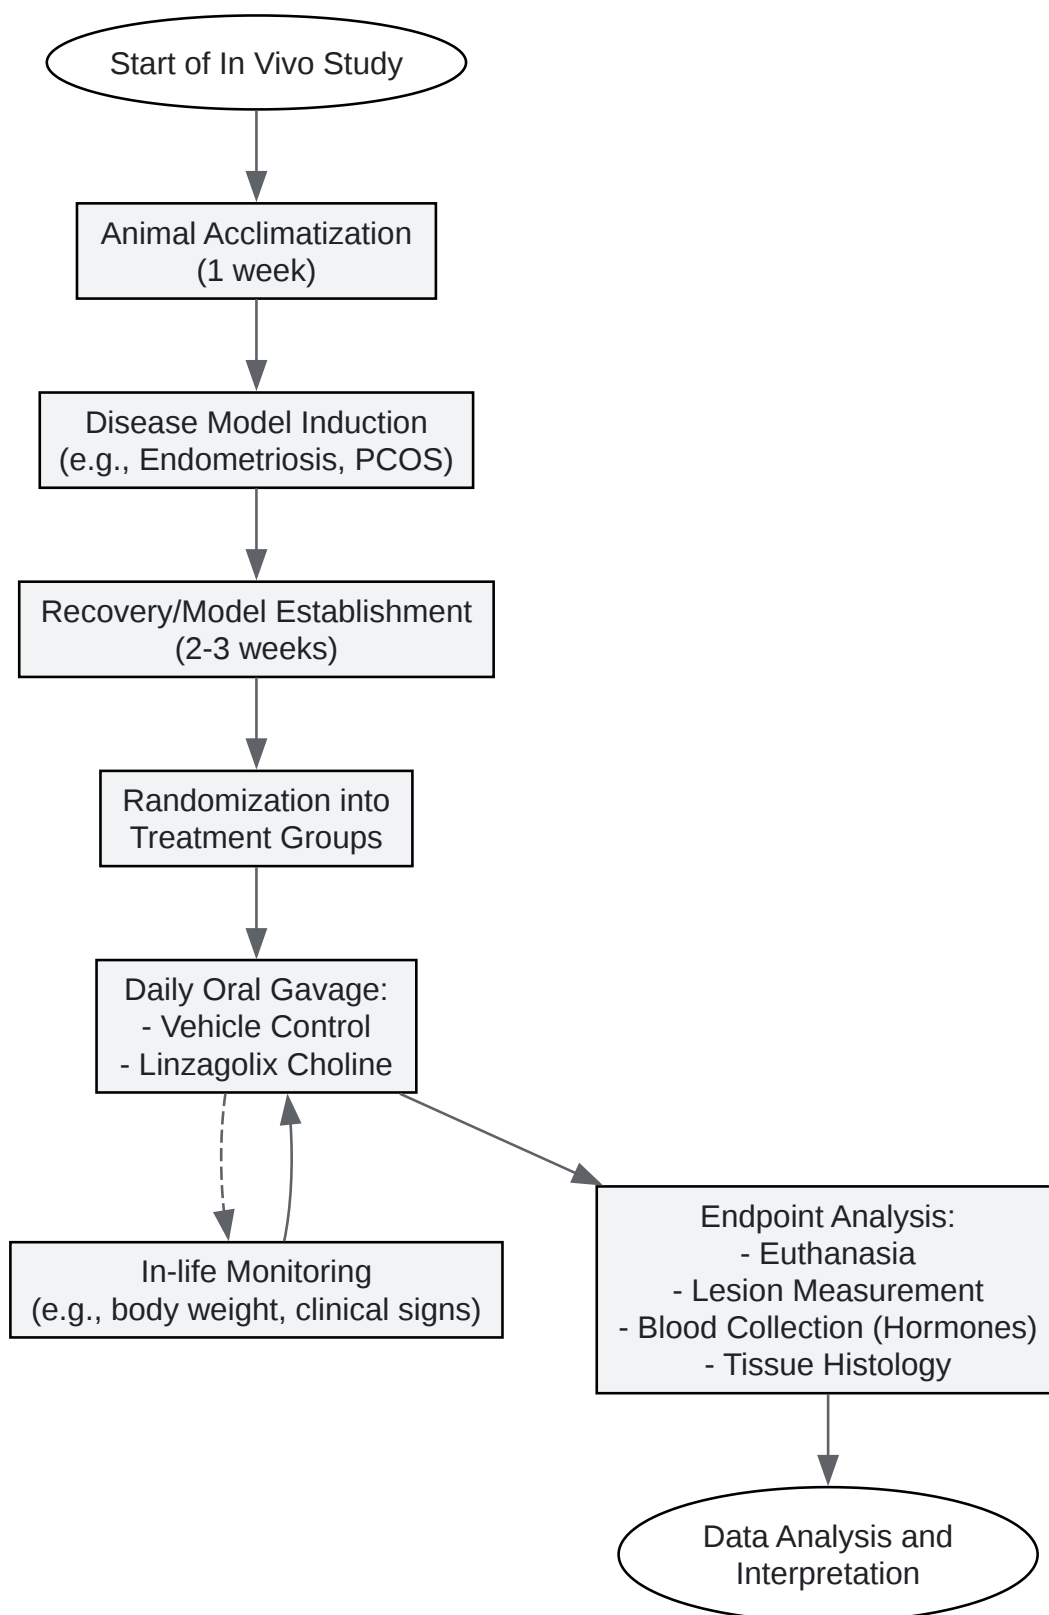 Start of In Vivo Study
Animal Acclimatization
(1 week)
Disease Model Induction
(e.g., Endometriosis, PCOS)
Recovery/Model Establishment
(2-3 weeks)
Randomization into
Treatment Groups
Daily Oral Gavage:
- Vehicle Control
- Linzagolix Choline
In-life Monitoring
(e.g., body weight, clinical signs)
Endpoint Analysis:
- Euthanasia
- Lesion Measurement
- Blood Collection (Hormones)
- Tissue Histology
Data Analysis and
Interpretation